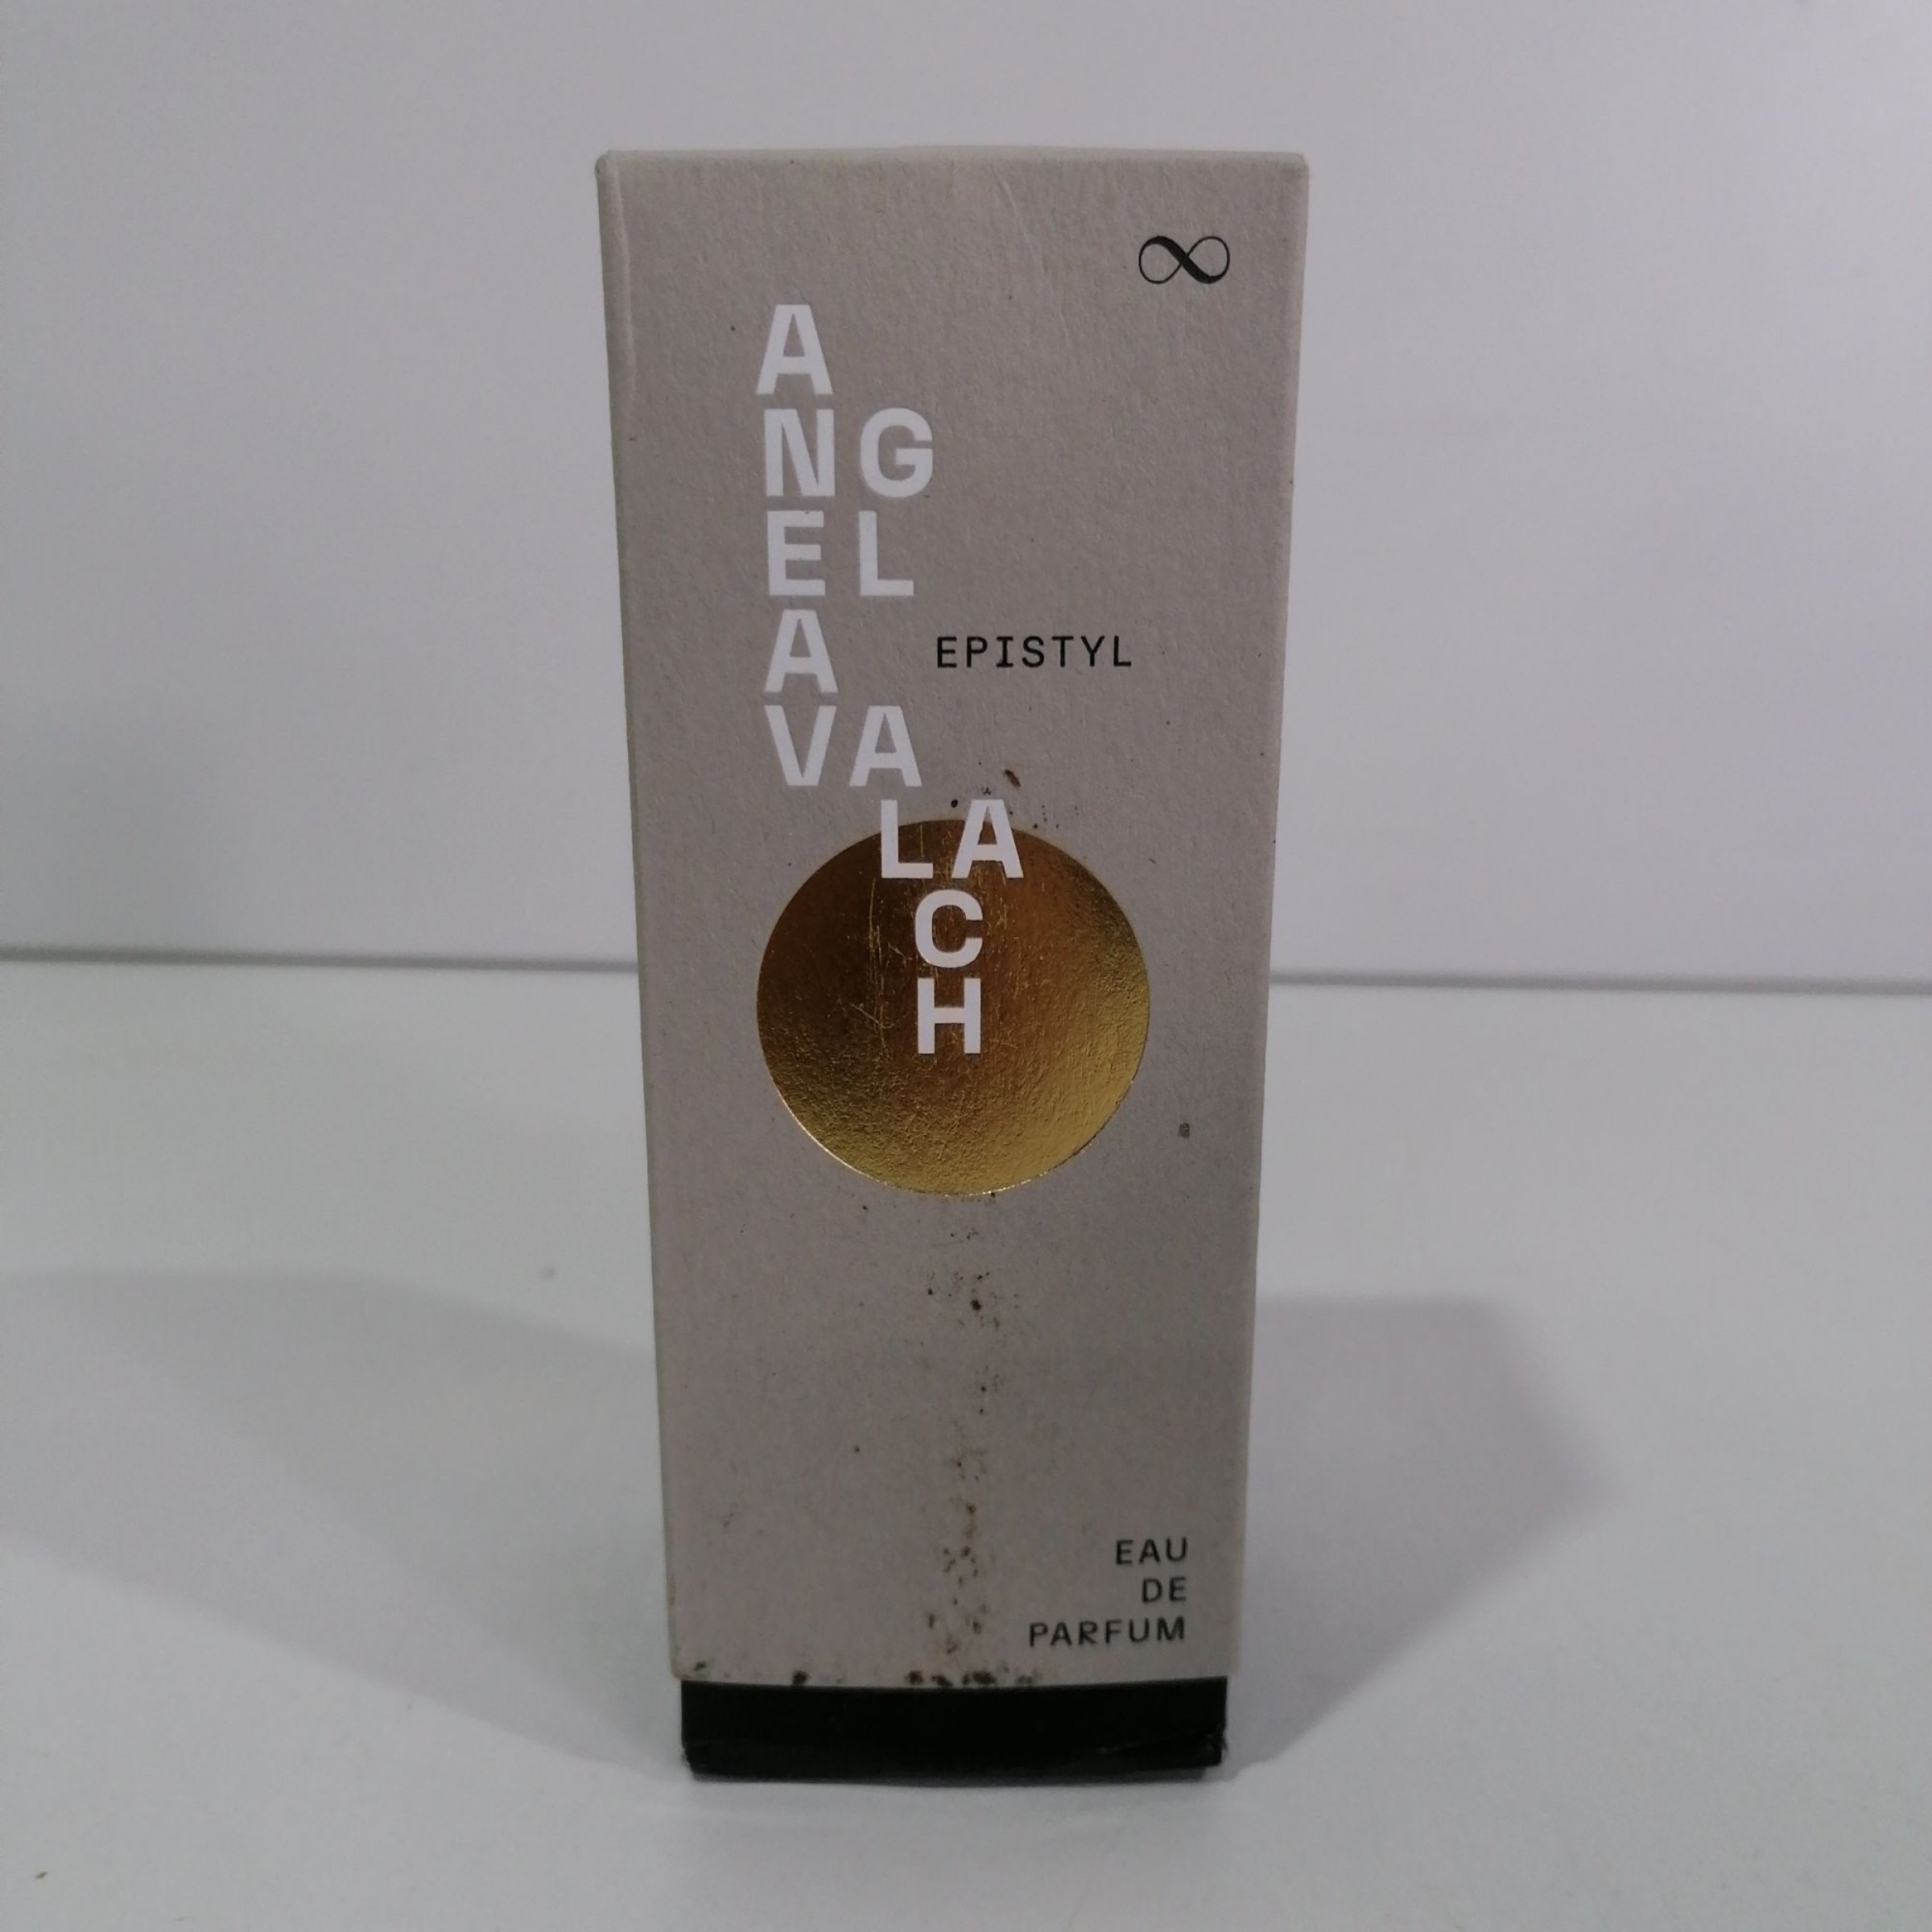 ∞
A
N G
E L
A
EPISTYL
V A
L A
C
H
EAU
DE
PARFUM